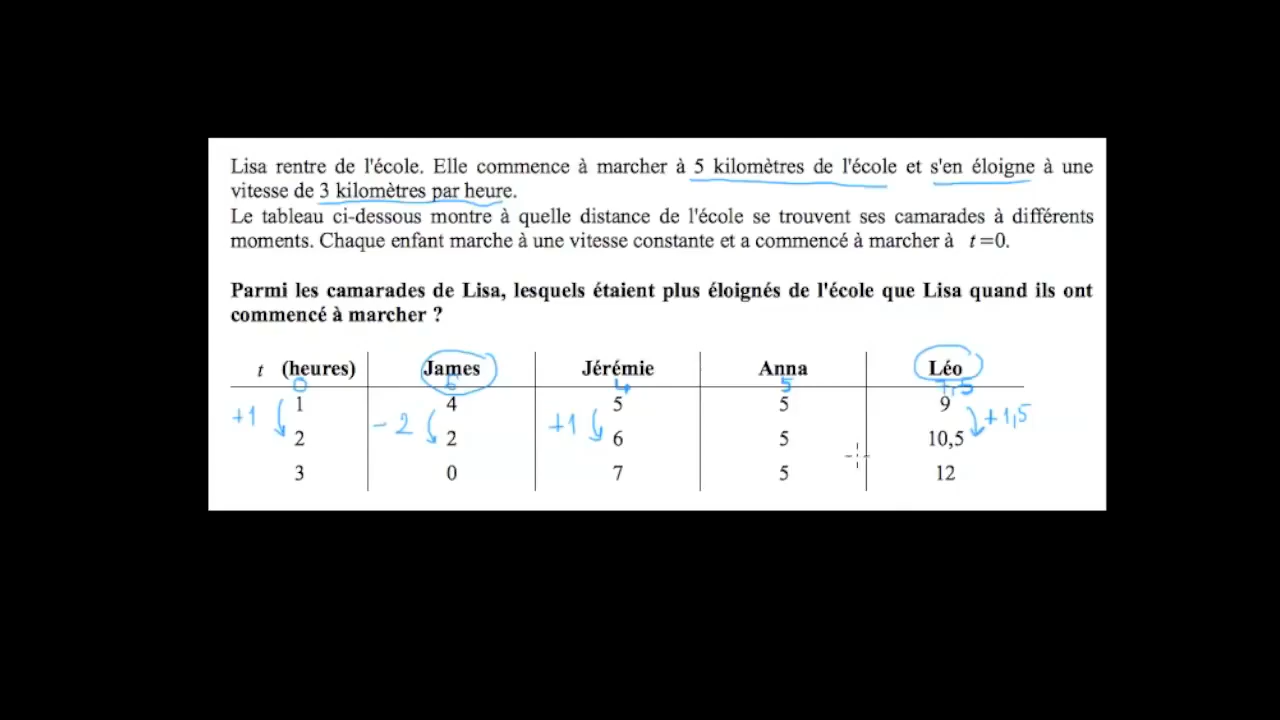 Lisa rentre de l'école. Elle commence à marcher à 5 kilomètres de l'école et s'en éloigne à une
vitesse de 3 kilomètres par heure.
Le tableau ci-dessous montre à quelle distance de l'école se trouvent ses camarades à différents
moments. Chaque enfant marche à une vitesse constante et a commencé à marcher à t=0.
Parmi les camarades de Lisa, lesquels étaient plus éloignés de l'école que Lisa quand ils ont
commencé à marcher ?
t (heures) James Jérémie Anna Léo
0 6 4 5 7,5
1 4 5 5 9
+1 -2 +1 +1,5
2 2 6 5 10,5
3 0 7 5 12